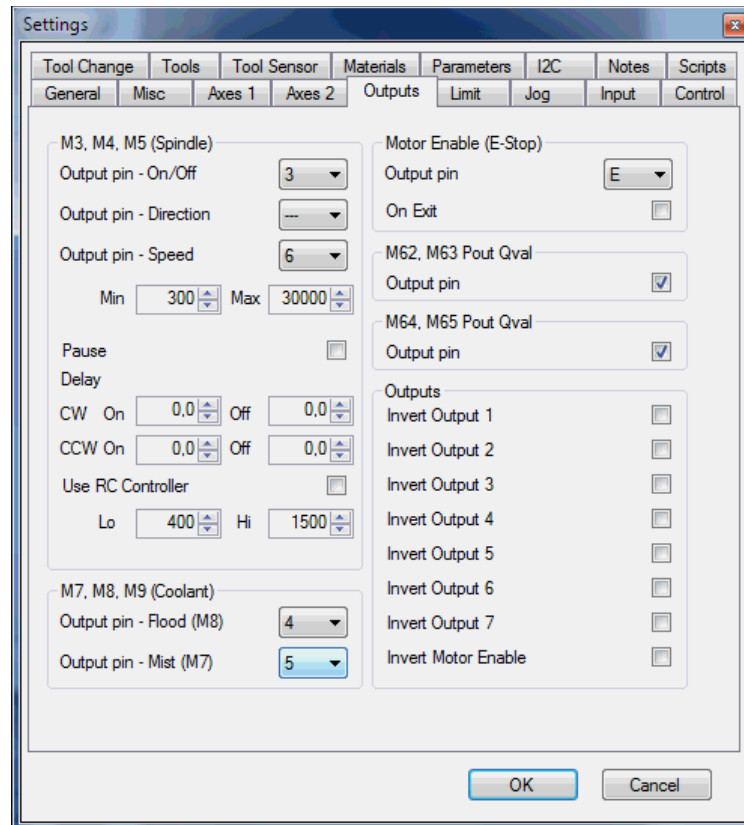 Settings
Tool Change Tools Tool Sensor Materials Parameters I2C Notes Scripts
General Misc Axes 1 Axes 2 Outputs Limit Jog Input Control
M3, M4, M5 (Spindle)
Output pin - On/Off 3
Output pin - Direction ---
Output pin - Speed 6
Min 300 Max 30000
Pause
Delay
CW On 0,0 Off 0,0
CCW On 0,0 Off 0,0
Use RC Controller
Lo 400 Hi 1500
M7, M8, M9 (Coolant)
Output pin - Flood (M8) 4
Output pin - Mist (M7) 5
Motor Enable (E-Stop)
Output pin E
On Exit
M62, M63 Pout Qval
Output pin
M64, M65 Pout Qval
Output pin
Outputs
Invert Output 1
Invert Output 2
Invert Output 3
Invert Output 4
Invert Output 5
Invert Output 6
Invert Output 7
Invert Motor Enable
OK Cancel